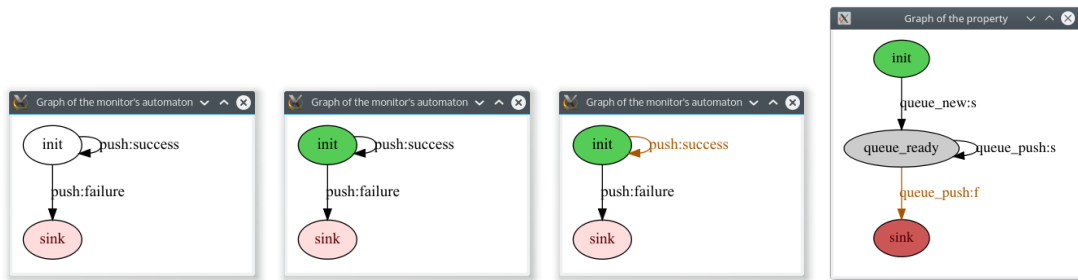 Graph of the monitor's automaton
init
push:success
push:failure
sink
Graph of the monitor's automaton
init
push:success
push:failure
sink
Graph of the monitor's automaton
init
push:success
push:failure
sink
Graph of the property
init
queue_new:s
queue_ready
queue_push:s
queue_push:f
sink